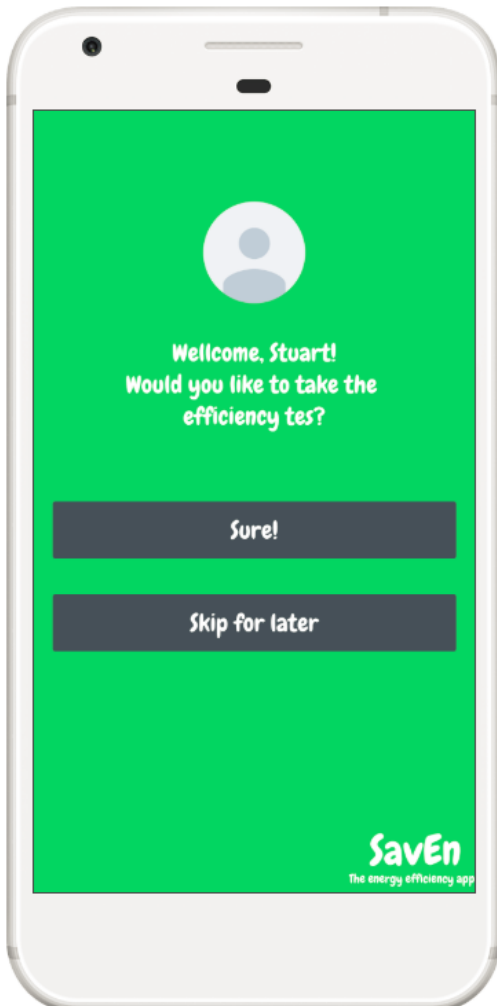 Wellcome, Stuart!
Would you like to take the
efficiency tes?
Sure!
Skip for later
SavEn
The energy efficiency app